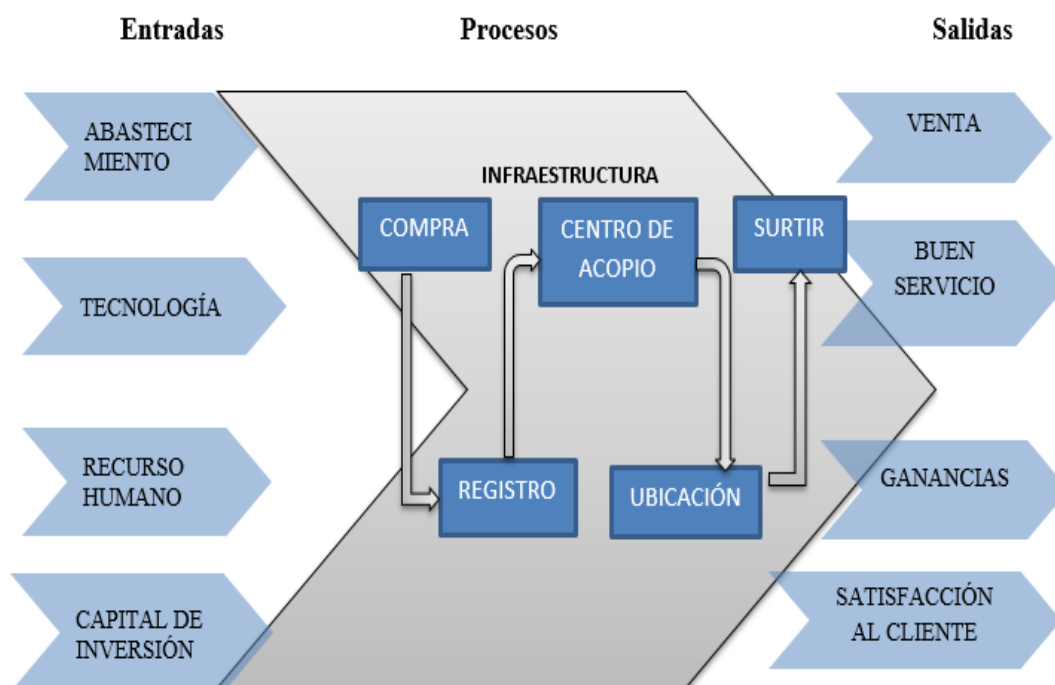 Entradas
Procesos
Salidas
ABASTECI
MIENTO
TECNOLOGÍA
RECURSO
HUMANO
CAPITAL DE
INVERSIÓN
INFRAESTRUCTURA
COMPRA
REGISTRO
CENTRO DE
ACOPIO
UBICACIÓN
SURTIR
VENTA
BUEN
SERVICIO
GANANCIAS
SATISFACCIÓN
AL CLIENTE